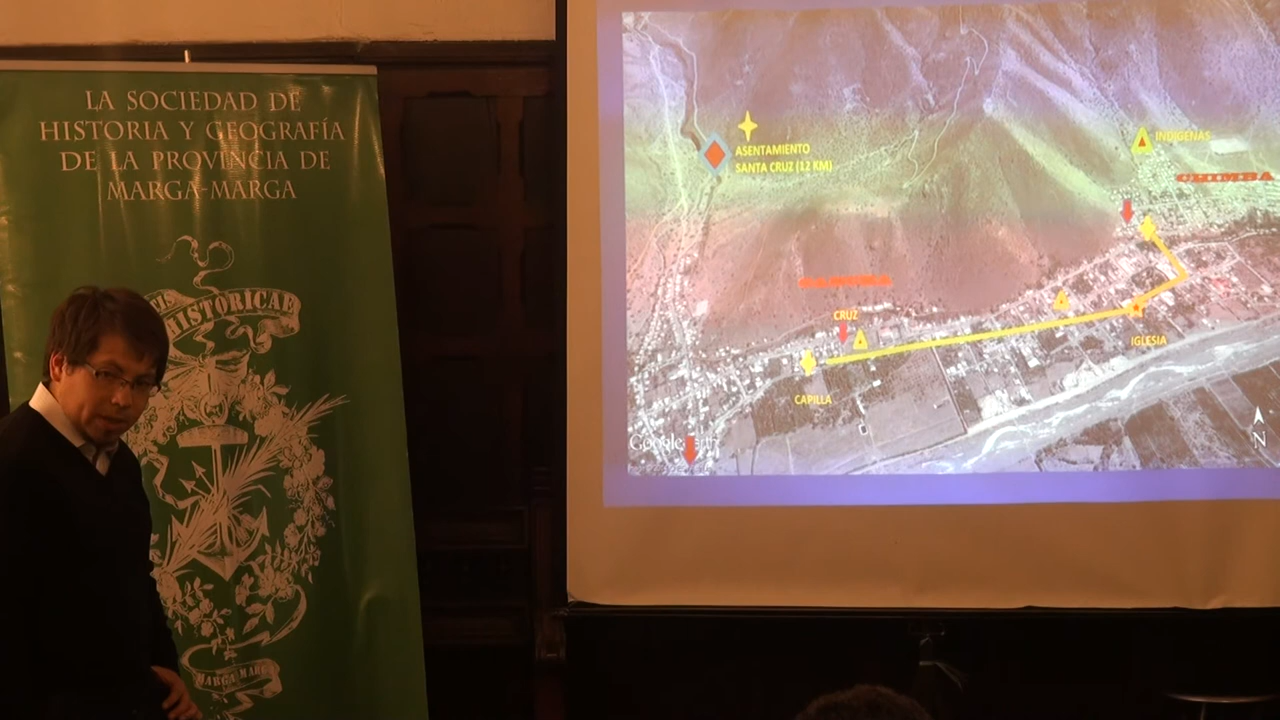 LA SOCIEDAD DE
HISTORIA Y GEOGRAFÍA
DE LA PROVINCIA DE
MARGA-MARGA
HISTORICAE
MARGA MARGA
ASENTAMIENTO
SANTA CRUZ (12 KM)
INDIGENAS
CHIMBA
CRUZ
IGLESIA
CAPILLA
Google earth
N